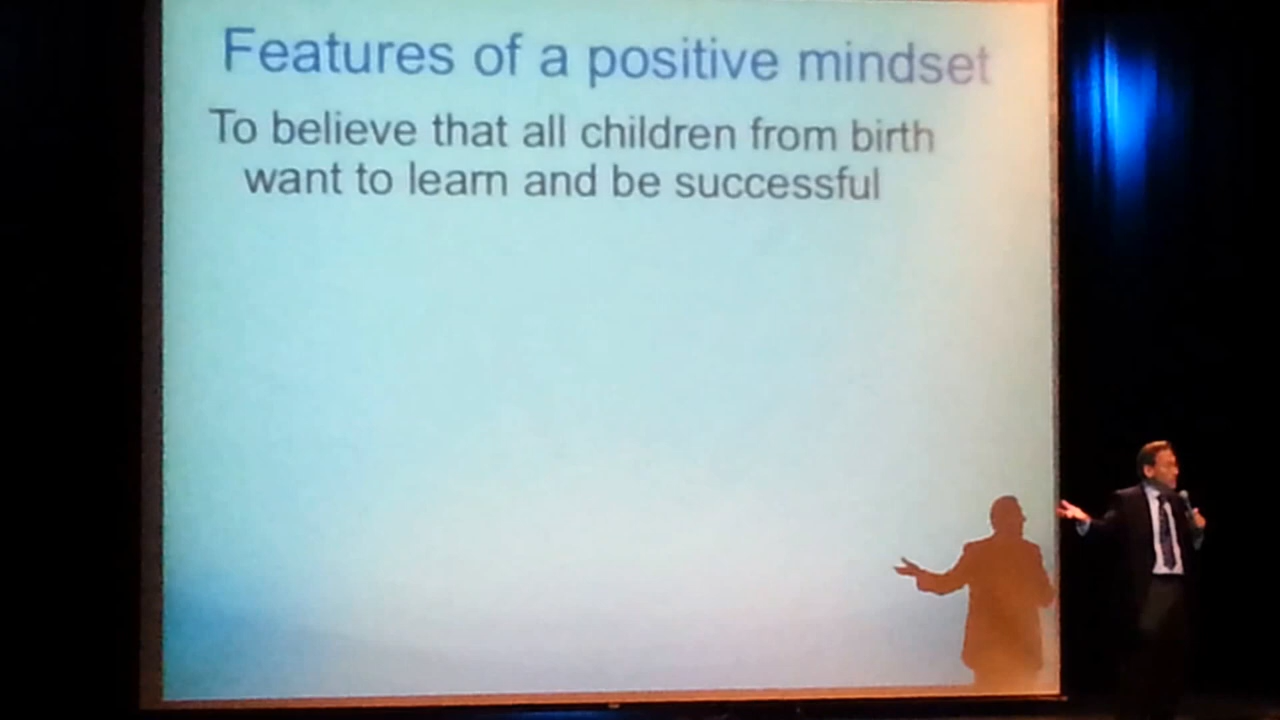 Features of a positive mindset
To believe that all children from birth
want to learn and be successful